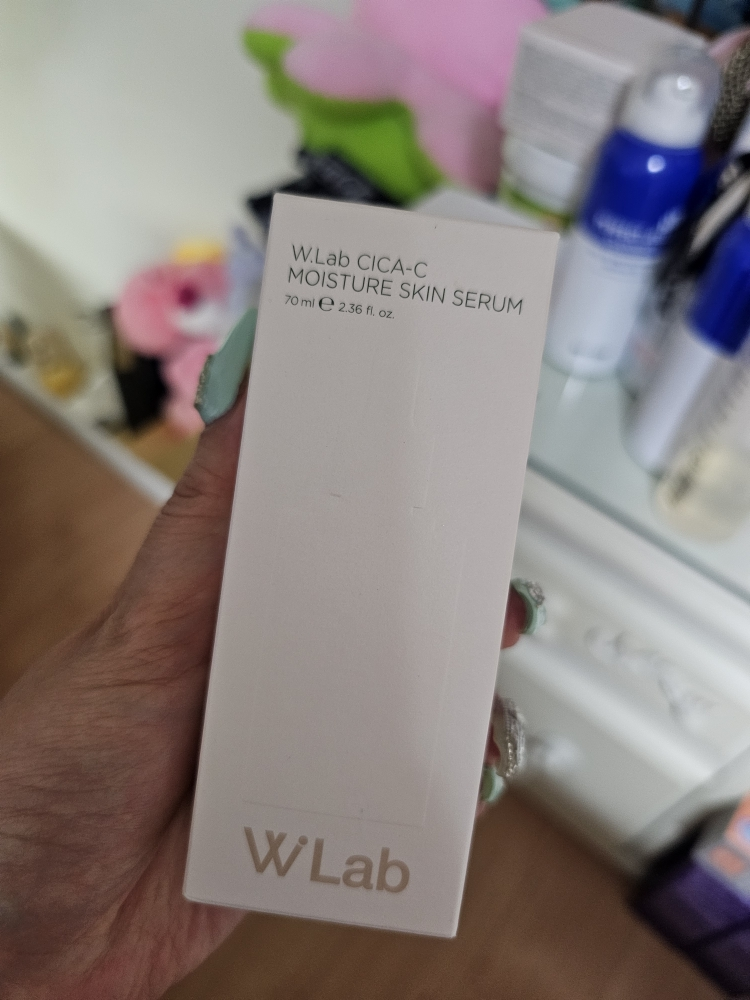 W.Lab CICA-C
MOISTURE SKIN SERUM
70 ml ℮ 2.36 fl. oz.
W.Lab